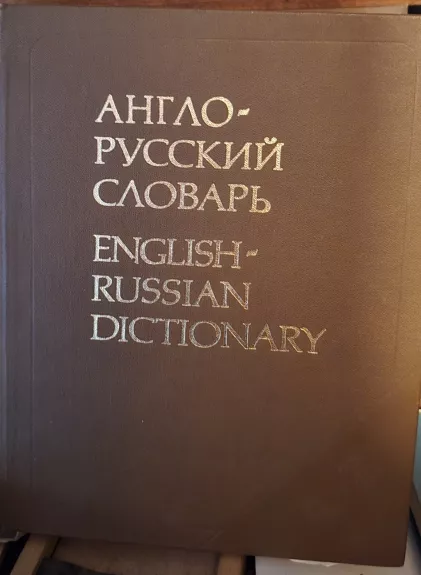 АНГЛО-
РУССКИЙ
СЛОВАРЬ
ENGLISH-
RUSSIAN
DICTIONARY